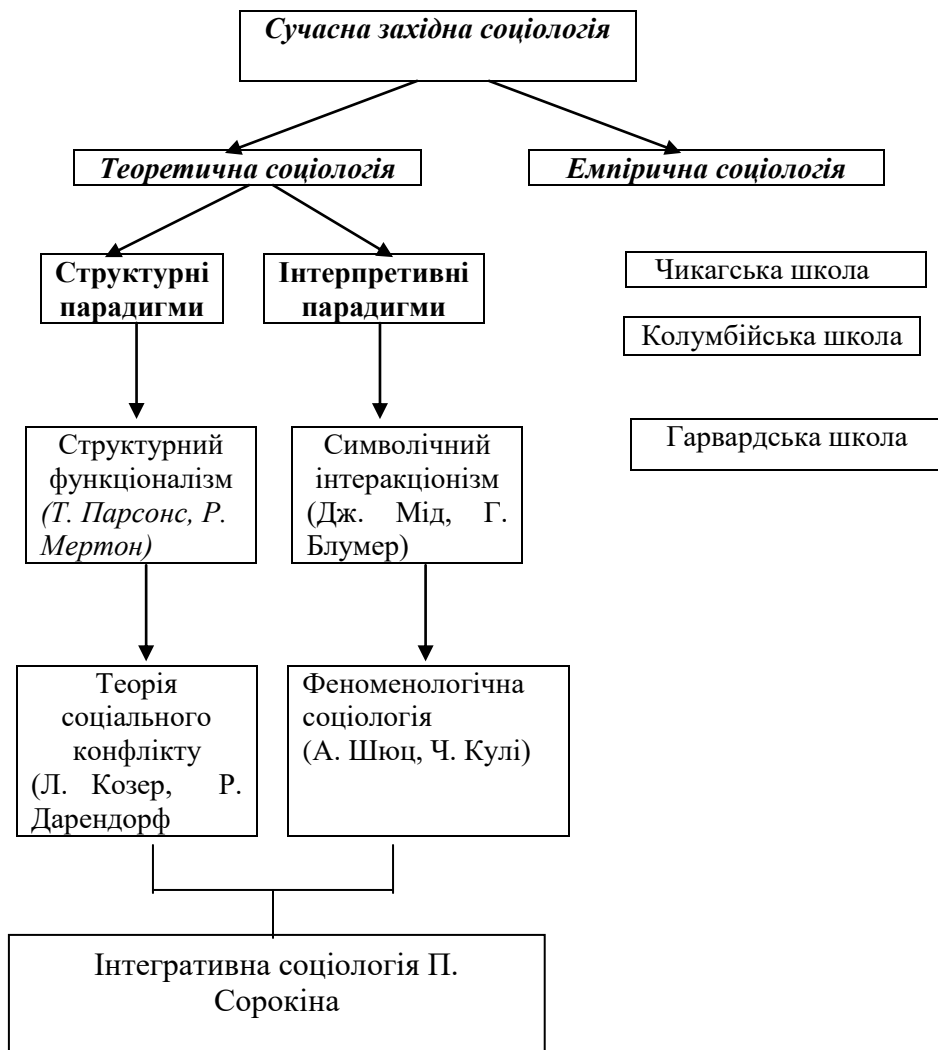 Сучасна західна соціологія
Теоретична соціологія
Емпірична соціологія
Структурні
парадигми
Інтерпретивні
парадигми
Чикагська школа
Колумбійська школа
Гарвардська школа
Структурний
функціоналізм
(Т. Парсонс, Р.
Мертон)
Символічний
інтеракціонізм
(Дж. Мід, Г.
Блумер)
Теорія
соціального
конфлікту
(Л. Козер, Р.
Дарендорф
Феноменологічна
соціологія
(А. Шюц, Ч. Кулі)
Інтегративна соціологія П.
Сорокіна